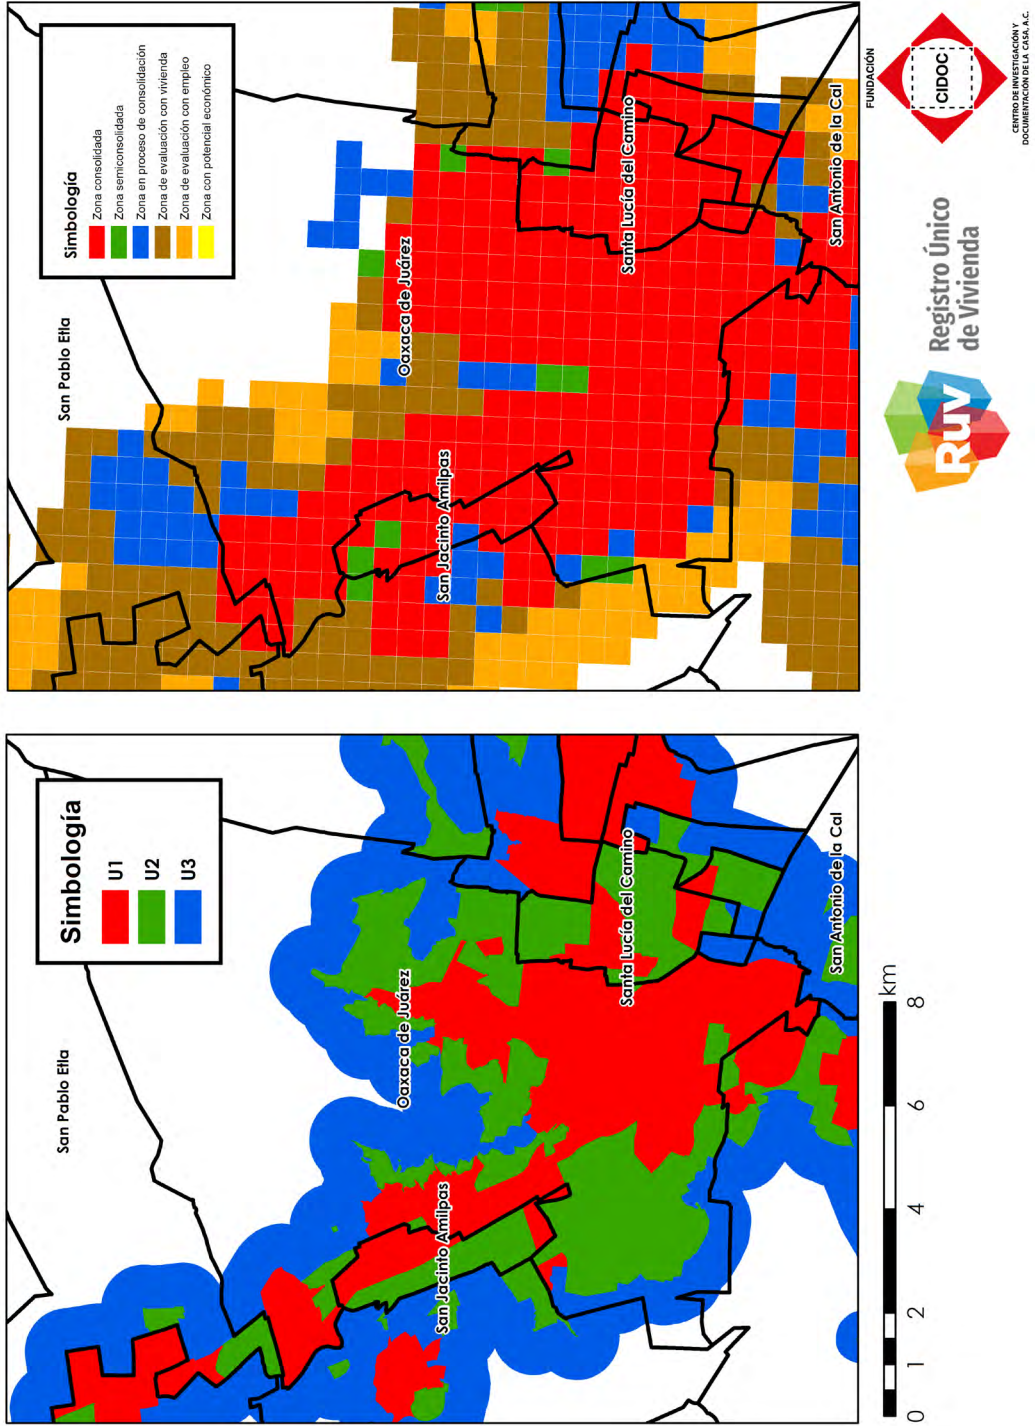 Simbología
U1
U2
U3
San Pablo Etla
Oaxaca de Juárez
San Jacinto Amilpas
Santa Lucía del Camino
San Antonio de la Cal
0 1 2 4 6 8
km
Simbología
Zona consolidada
Zona semiconsolidada
Zona en proceso de consolidación
Zona de evaluación con vivienda
Zona de evaluación con empleo
Zona con potencial económico
San Pablo Etla
Oaxaca de Juárez
San Jacinto Amilpas
Santa Lucía del Camino
San Antonio de la Cal
Ruv
Registro Único
de Vivienda
FUNDACIÓN
CIDOC
CENTRO DE INVESTIGACIÓN Y
DOCUMENTACIÓN DE LA CASA, A.C.